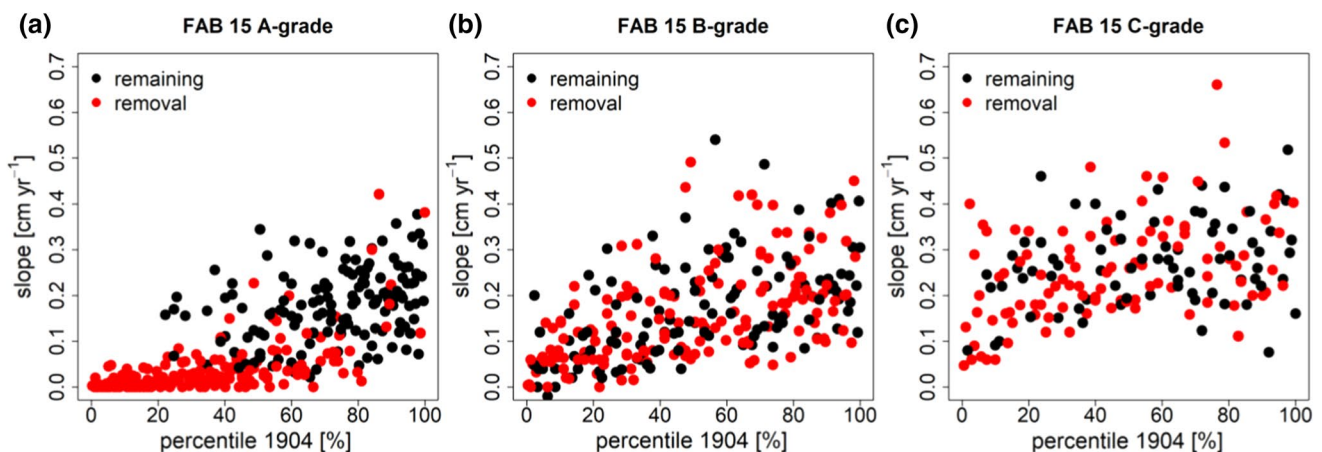 (a) FAB 15 A-grade
0.7
0.6
0.5
0.4
0.3
0.2
0.1
0.0
slope [cm yr⁻¹]
remaining
removal
0 20 40 60 80 100
percentile 1904 [%]
(b) FAB 15 B-grade
0.7
0.6
0.5
0.4
0.3
0.2
0.1
0.0
slope [cm yr⁻¹]
remaining
removal
0 20 40 60 80 100
percentile 1904 [%]
(c) FAB 15 C-grade
0.7
0.6
0.5
0.4
0.3
0.2
0.1
0.0
slope [cm yr⁻¹]
remaining
removal
0 20 40 60 80 100
percentile 1904 [%]